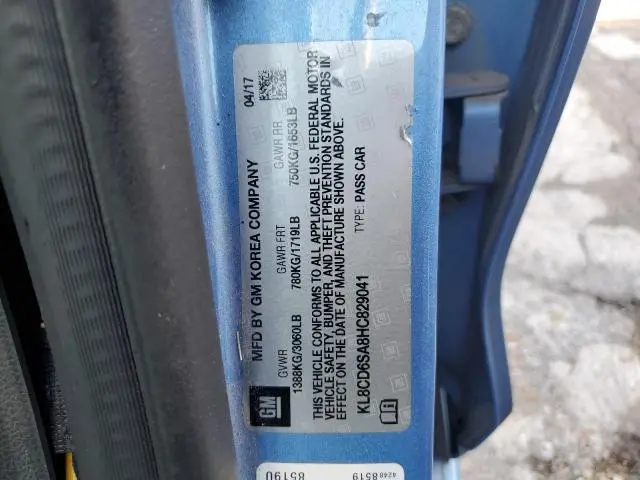 MFD BY GM KOREA COMPANY 04/17
GVWR GAWR FRT GAWR RR
1388KG/3060LB 780KG/1719LB 750KG/1653LB
THIS VEHICLE CONFORMS TO ALL APPLICABLE U.S. FEDERAL MOTOR
VEHICLE SAFETY, BUMPER, AND THEFT PREVENTION STANDARDS IN
EFFECT ON THE DATE OF MANUFACTURE SHOWN ABOVE.
TYPE: PASS CAR
KL8CD6SA8HC829041
GM
42488519